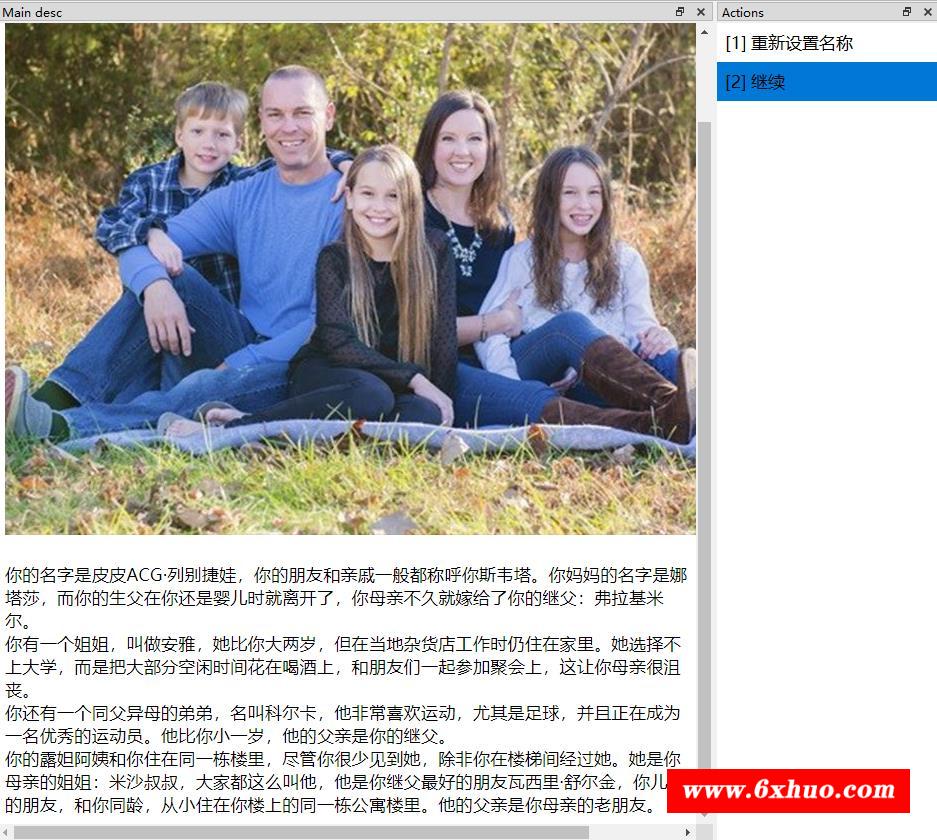 Main desc
Actions
[1] 重新设置名称
[2] 继续
你的名字是皮皮ACG·列别捷娃，你的朋友和亲戚一般都称呼你斯韦塔。你妈妈的名字是娜
塔莎，而你的生父在你还是婴儿时就离开了，你母亲不久就嫁给了你的继父：弗拉基米
尔。
你有一个姐姐，叫做安雅，她比你大两岁，但在当地杂货店工作时仍住在家里。她选择不
上大学，而是把大部分空闲时间花在喝酒上，和朋友们一起参加聚会上，这让你母亲很沮
丧。
你还有一个同父异母的弟弟，名叫科尔卡，他非常喜欢运动，尤其是足球，并且正在成为
一名优秀的运动员。他比你小一岁，他的父亲是你的继父。
你的露妲阿姨和你住在同一栋楼里，尽管你很少见到她，除非你在楼梯间经过她。她是你
母亲的姐姐：米沙叔叔，大家都这么叫他，他是你继父最好的朋友瓦西里·舒尔金，你儿
的朋友，和你同龄，从小住在你楼上的同一栋公寓楼里。他的父亲是你母亲的老朋友。
www.6xhuo.com